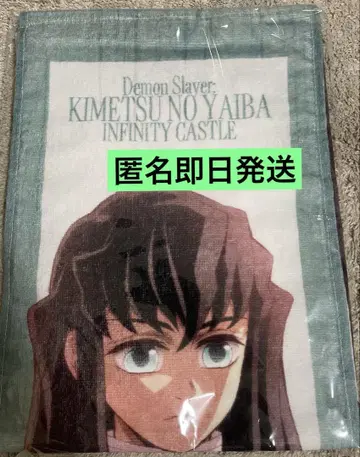 Demon Slayer:
KIMETSU NO YAIBA
INFINITY CASTLE
匿名即日発送